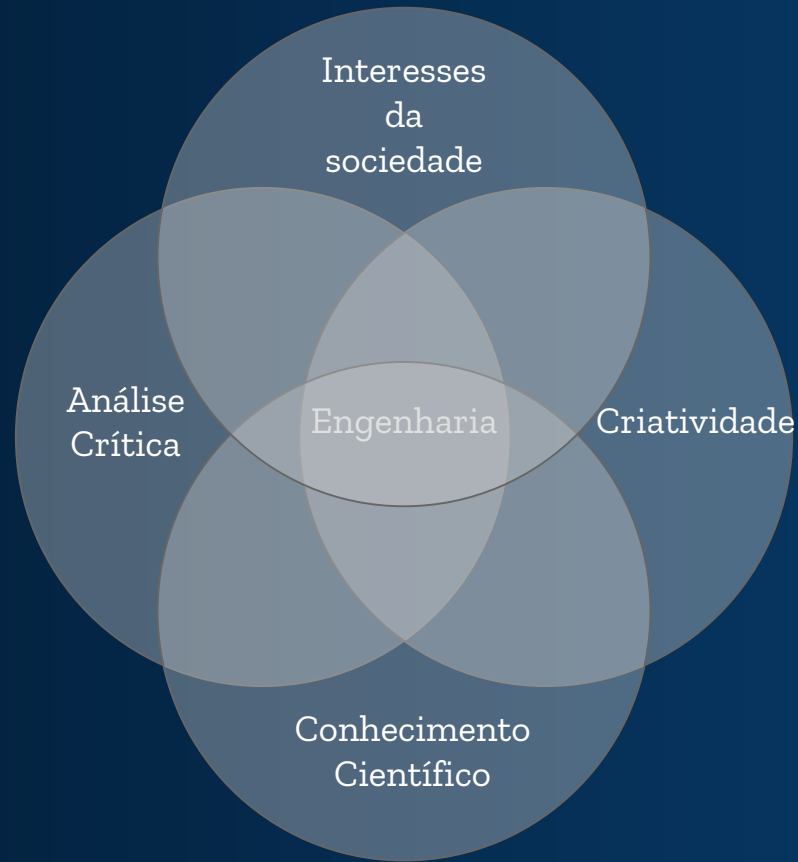 Interesses
da
sociedade
Análise
Crítica
Engenharia
Criatividade
Conhecimento
Científico